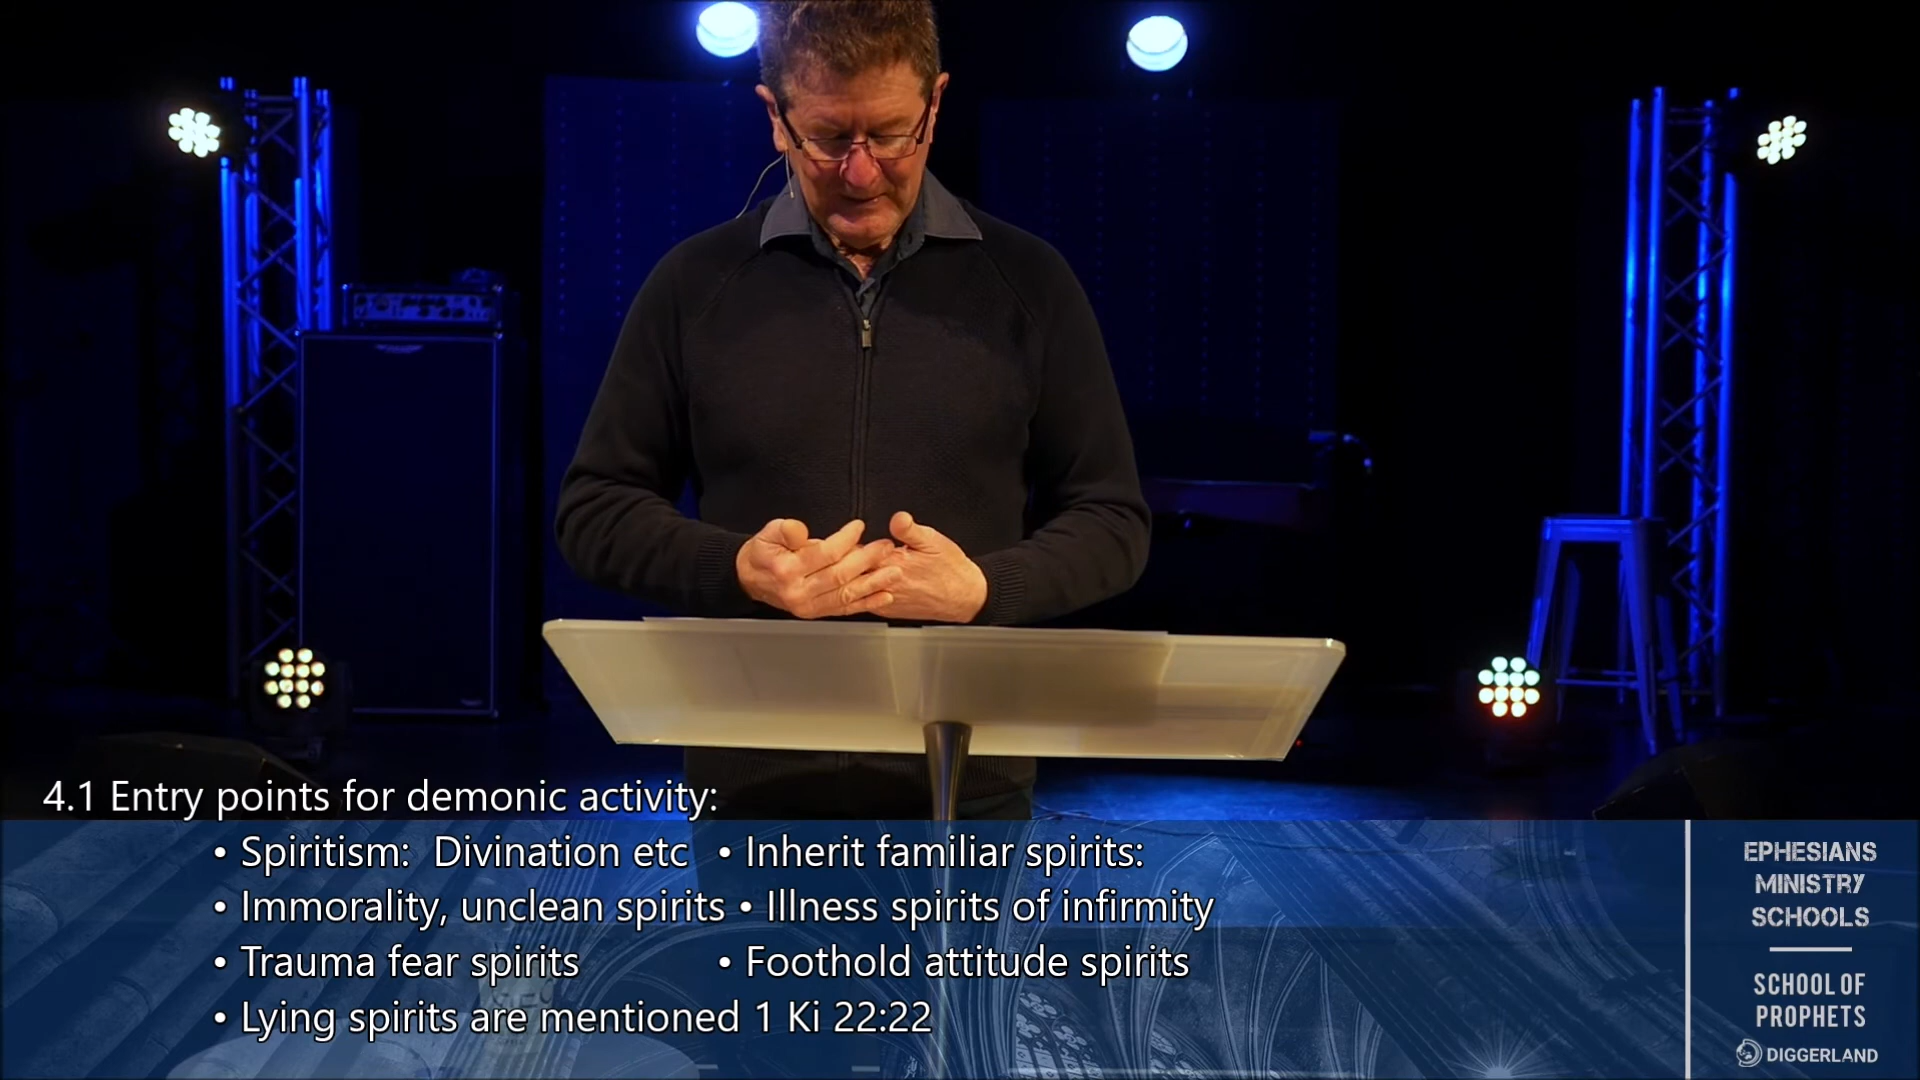 4.1 Entry points for demonic activity:
• Spiritism: Divination etc • Inherit familiar spirits:
• Immorality, unclean spirits • Illness spirits of infirmity
• Trauma fear spirits • Foothold attitude spirits
• Lying spirits are mentioned 1 Ki 22:22
EPHESIANS
MINISTRY
SCHOOLS
SCHOOL OF
PROPHETS
DIGGERLAND